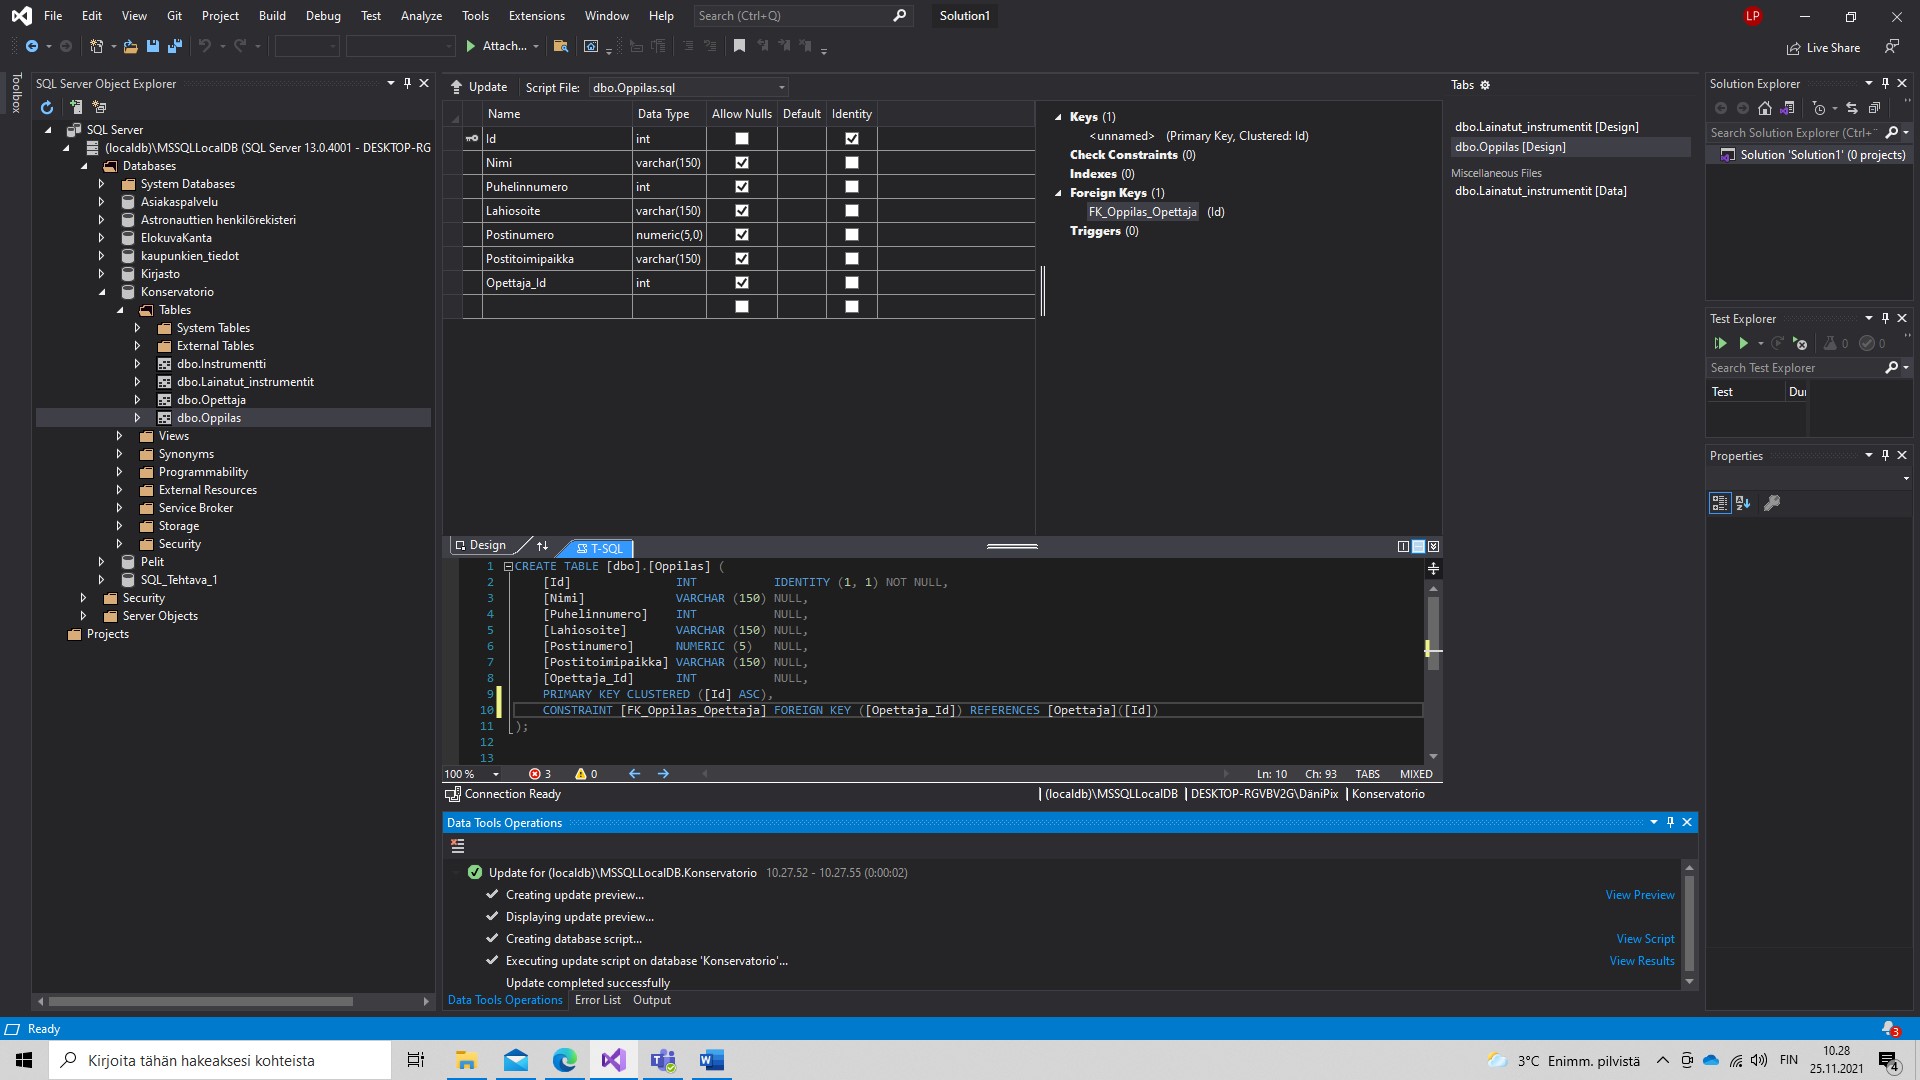 File Edit View Git Project Build Debug Test Analyze Tools Extensions Window Help Search (Ctrl+Q) Solution1 LP
Attach... Live Share
Toolbox
SQL Server Object Explorer
SQL Server
(localdb)\MSSQLLocalDB (SQL Server 13.0.4001 - DESKTOP-RG
Databases
System Databases
Asiakaspalvelu
Astronauttien henkilörekisteri
ElokuvaKanta
kaupunkien_tiedot
Kirjasto
Konservatorio
Tables
System Tables
External Tables
dbo.Instrumentti
dbo.Lainatut_instrumentit
dbo.Opettaja
dbo.Oppilas
Views
Synonyms
Programmability
External Resources
Service Broker
Storage
Security
Pelit
SQL_Tehtava_1
Security
Server Objects
Projects
Update Script File: dbo.Oppilas.sql
Name Data Type Allow Nulls Default Identity
Id int
Nimi varchar(150)
Puhelinnumero int
Lahiosoite varchar(150)
Postinumero numeric(5,0)
Postitoimipaikka varchar(150)
Opettaja_Id int
Keys (1)
<unnamed> (Primary Key, Clustered: Id)
Check Constraints (0)
Indexes (0)
Foreign Keys (1)
FK_Oppilas_Opettaja (Id)
Triggers (0)
Design T-SQL
1 CREATE TABLE [dbo].[Oppilas] (
2 [Id] INT IDENTITY (1, 1) NOT NULL,
3 [Nimi] VARCHAR (150) NULL,
4 [Puhelinnumero] INT NULL,
5 [Lahiosoite] VARCHAR (150) NULL,
6 [Postinumero] NUMERIC (5) NULL,
7 [Postitoimipaikka] VARCHAR (150) NULL,
8 [Opettaja_Id] INT NULL,
9 PRIMARY KEY CLUSTERED ([Id] ASC),
10 CONSTRAINT [FK_Oppilas_Opettaja] FOREIGN KEY ([Opettaja_Id]) REFERENCES [Opettaja]([Id])
11 );
12
13
100 % 3 0 Ln: 10 Ch: 93 TABS MIXED
Connection Ready (localdb)\MSSQLLocalDB DESKTOP-RGVBV2G\DäniPix Konservatorio
Data Tools Operations
Update for (localdb)\MSSQLLocalDB.Konservatorio 10.27.52 - 10.27.55 (0:00:02)
Creating update preview... View Preview
Displaying update preview...
Creating database script... View Script
Executing update script on database 'Konservatorio'... View Results
Update completed successfully
Data Tools Operations Error List Output
Tabs
dbo.Lainatut_instrumentit [Design]
dbo.Oppilas [Design]
Miscellaneous Files
dbo.Lainatut_instrumentit [Data]
Solution Explorer
Search Solution Explorer (Ctrl+
Solution 'Solution1' (0 projects)
Test Explorer
0 0
Search Test Explorer
Test Du
Properties
Ready 3
Kirjoita tähän hakeaksesi kohteista 3°C Enimm. pilvistä FIN 10.28
25.11.2021 4